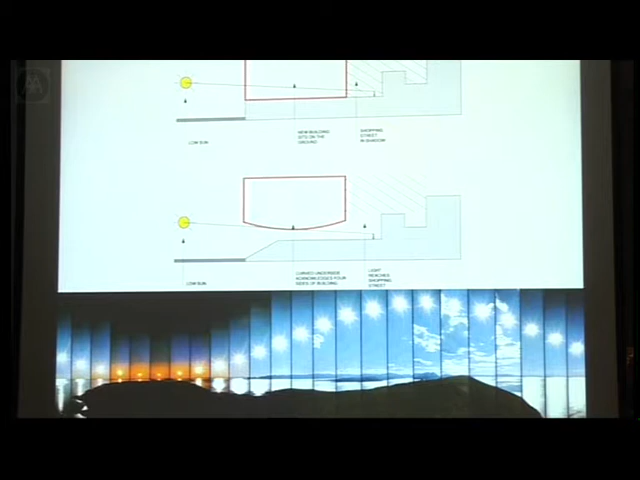 AA
LOW SUN
NEW BUILDING
SITS ON THE
GROUND
SHOPPING
STREET
IN SHADOW
LOW SUN
CURVED UNDERSIDE
ACKNOWLEDGES FOUR
SIDES OF BUILDING
LIGHT
REACHES
SHOPPING
STREET